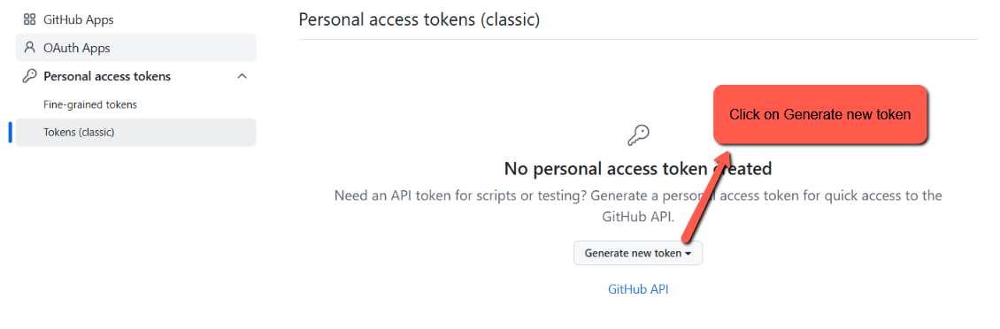 GitHub Apps
OAuth Apps
Personal access tokens
Fine-grained tokens
Tokens (classic)
Personal access tokens (classic)
Click on Generate new token
No personal access token created
Need an API token for scripts or testing? Generate a personal access token for quick access to the
GitHub API.
Generate new token
GitHub API